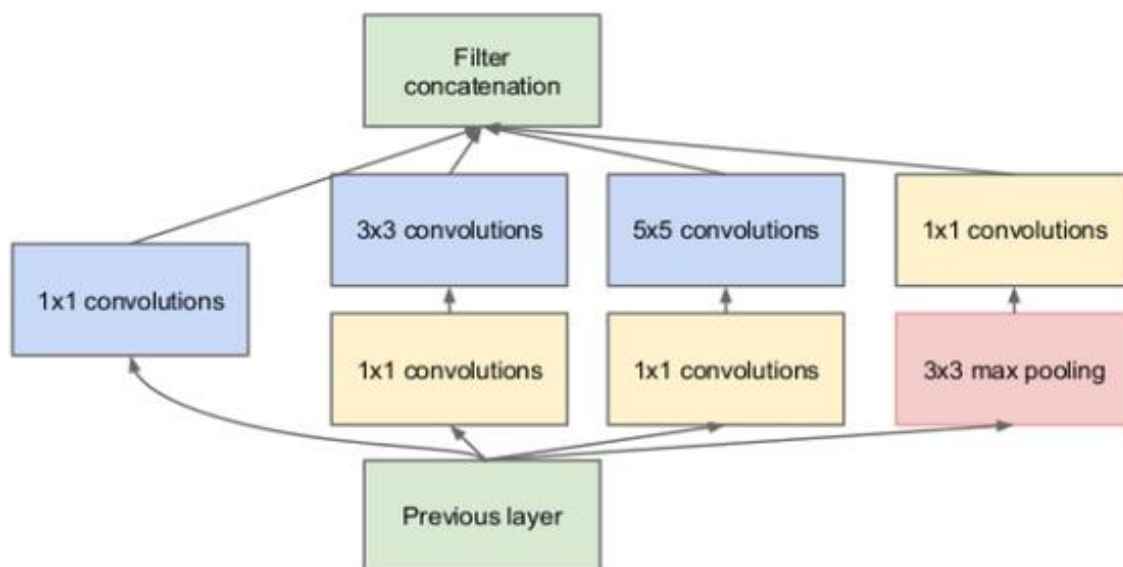 Filter
concatenation
3x3 convolutions
5x5 convolutions
1x1 convolutions
1x1 convolutions
1x1 convolutions
1x1 convolutions
3x3 max pooling
Previous layer